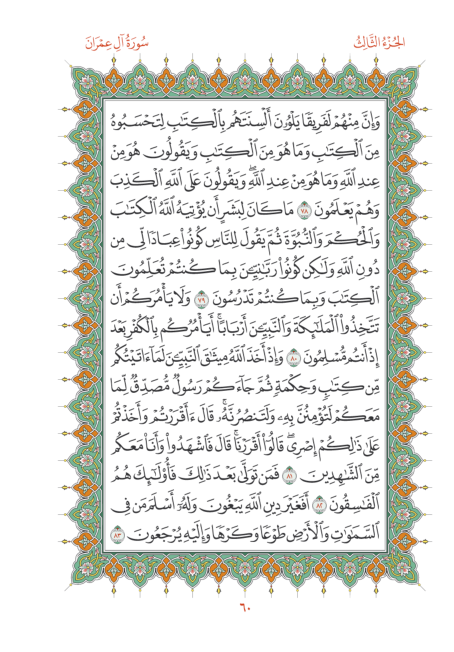 الجُزْءُ الثَّالِثُ
سُورَةُ آلِ عِمْرَانَ
وَإِنَّ مِنْهُمْ لَفَرِيقًا يَلْوُۥنَ أَلْسِنَتَهُم بِٱلْكِتَٰبِ لِتَحْسَبُوهُ
مِنَ ٱلْكِتَٰبِ وَمَا هُوَ مِنَ ٱلْكِتَٰبِ وَيَقُولُونَ هُوَ مِنْ
عِندِ ٱللَّهِ وَمَا هُوَ مِنْ عِندِ ٱللَّهِۖ وَيَقُولُونَ عَلَى ٱللَّهِ ٱلْكَذِبَ
وَهُمْ يَعْلَمُونَ ٧٨ مَا كَانَ لِبَشَرٍ أَن يُؤْتِيَهُ ٱللَّهُ ٱلْكِتَٰبَ
وَٱلْحُكْمَ وَٱلنُّبُوَّةَ ثُمَّ يَقُولَ لِلنَّاسِ كُونُوا۟ عِبَادًا لِّى مِن
دُونِ ٱللَّهِ وَلَٰكِن كُونُوا۟ رَبَّٰنِيِّـۧنَ بِمَا كُنتُمْ تُعَلِّمُونَ
ٱلْكِتَٰبَ وَبِمَا كُنتُمْ تَدْرُسُونَ ٧٩ وَلَا يَأْمُرَكُمْ أَن
تَتَّخِذُوا۟ ٱلْمَلَٰٓئِكَةَ وَٱلنَّبِيِّـۧنَ أَرْبَابًاۗ أَيَأْمُرُكُم بِٱلْكُفْرِ بَعْدَ
إِذْ أَنتُم مُّسْلِمُونَ ٨٠ وَإِذْ أَخَذَ ٱللَّهُ مِيثَٰقَ ٱلنَّبِيِّـۧنَ لَمَآ ءَاتَيْتُكُم
مِّن كِتَٰبٍ وَحِكْمَةٍ ثُمَّ جَآءَكُمْ رَسُولٌ مُّصَدِّقٌ لِّمَا
مَعَكُمْ لَتُؤْمِنُنَّ بِهِۦ وَلَتَنصُرُنَّهُۥۚ قَالَ ءَأَقْرَرْتُمْ وَأَخَذْتُمْ
عَلَىٰ ذَٰلِكُمْ إِصْرِىۖ قَالُوٓا۟ أَقْرَرْنَاۚ قَالَ فَٱشْهَدُوا۟ وَأَنَا۠ مَعَكُم
مِّنَ ٱلشَّٰهِدِينَ ٨١ فَمَن تَوَلَّىٰ بَعْدَ ذَٰلِكَ فَأُو۟لَٰٓئِكَ هُمُ
ٱلْفَٰسِقُونَ ٨٢ أَفَغَيْرَ دِينِ ٱللَّهِ يَبْغُونَ وَلَهُۥٓ أَسْلَمَ مَن فِى
ٱلسَّمَٰوَٰتِ وَٱلْأَرْضِ طَوْعًا وَكَرْهًا وَإِلَيْهِ يُرْجَعُونَ ٨٣
٦٠